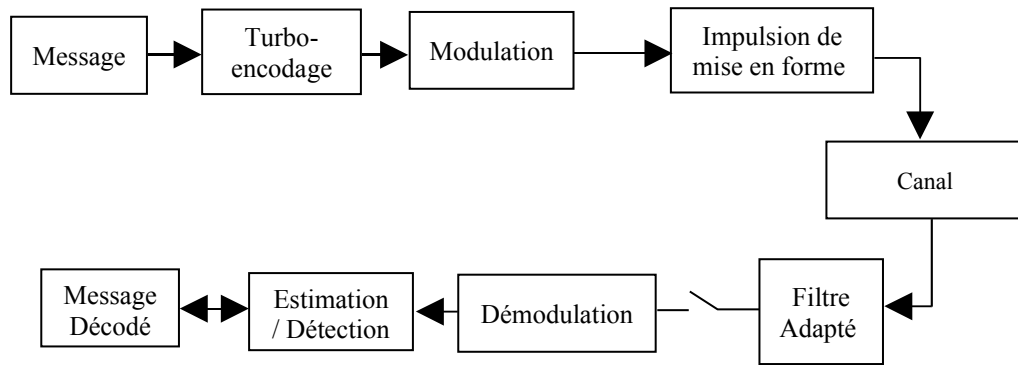 Message
Turbo-
encodage
Modulation
Impulsion de
mise en forme
Canal
Filtre
Adapté
Démodulation
Estimation
/ Détection
Message
Décodé